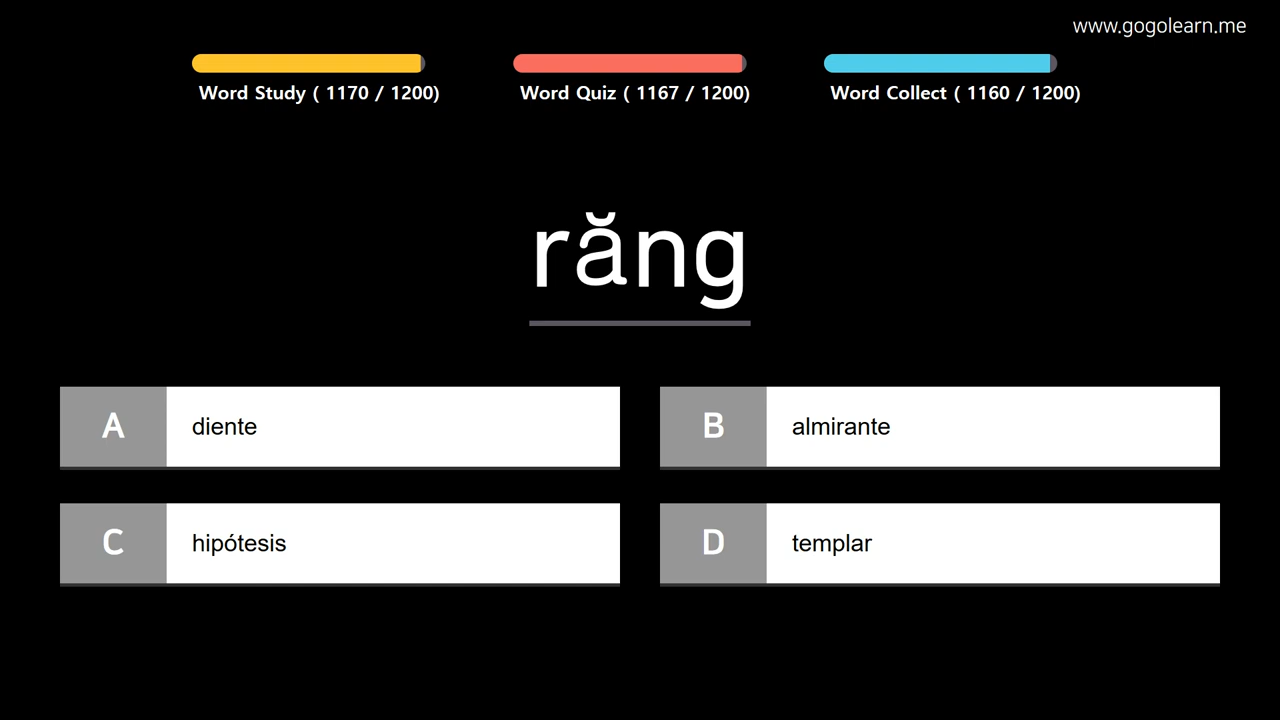 www.gogolearn.me
Word Study ( 1170 / 1200)
Word Quiz ( 1167 / 1200)
Word Collect ( 1160 / 1200)
răng
A diente
B almirante
C hipótesis
D templar